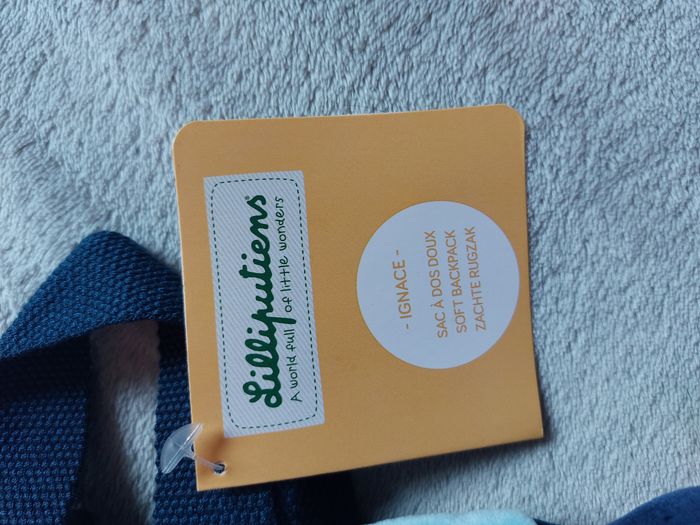 Lilliputiens
A world full of little wonders
- IGNACE -
SAC À DOS DOUX
SOFT BACKPACK
ZACHTE RUGZAK